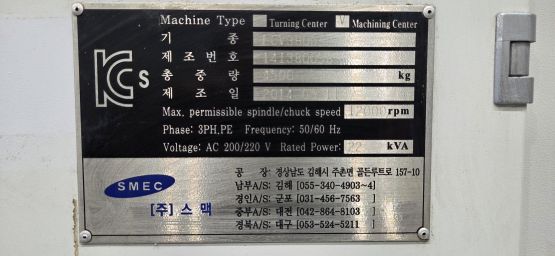 Machine Type Turning Center V Machining Center
기 종
제 조 번 호
총 중 량 kg
제 조 일
Max. permissible spindle/chuck speed 12000rpm
Phase: 3PH,PE Frequency: 50/60 Hz
Voltage: AC 200/220 V Rated Power: 22 kVA
KCs
SMEC
[주] 스 맥
공 장: 경상남도 김해시 주촌면 골든루트로 157-10
남부A/S: 김해 [055-340-4903~4]
경인A/S: 군포 [031-456-7563 ]
중부A/S: 대전 [042-864-8103 ]
경북A/S: 대구 [053-524-5211 ]